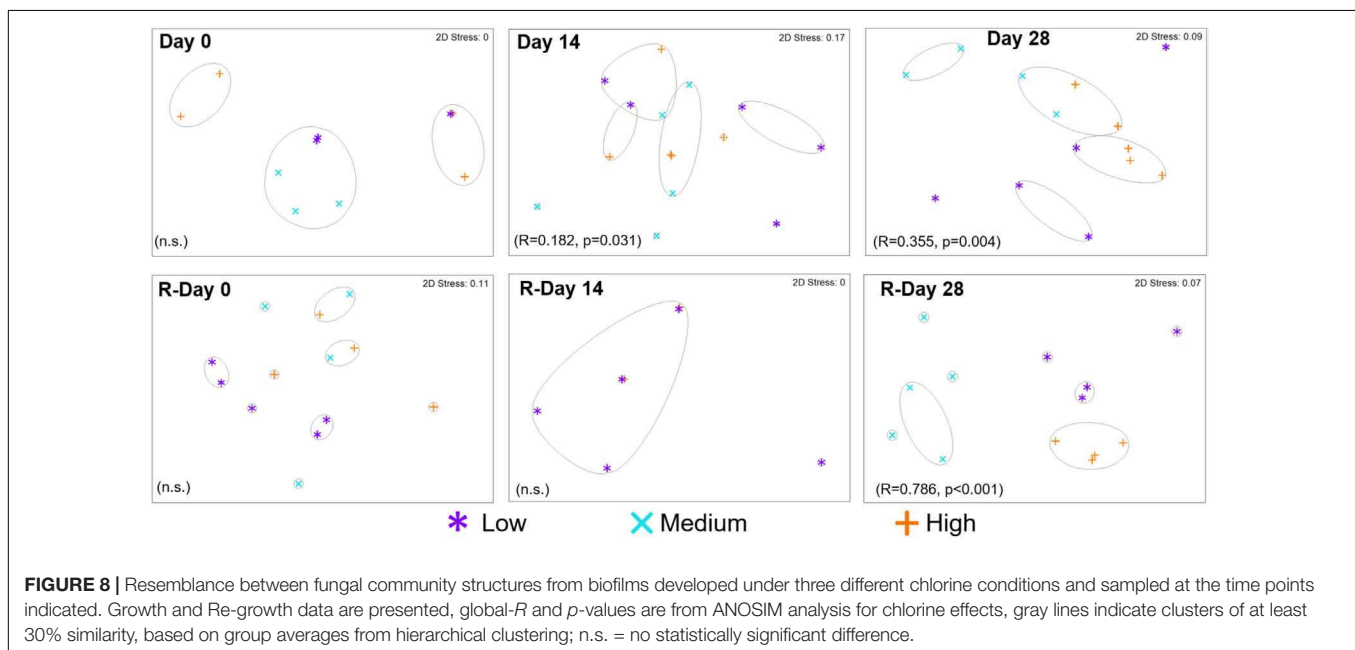 Day 0
2D Stress: 0
(n.s.)
Day 14
2D Stress: 0.17
(R=0.182, p=0.031)
Day 28
2D Stress: 0.09
(R=0.355, p=0.004)
R-Day 0
2D Stress: 0.11
(n.s.)
R-Day 14
2D Stress: 0
(n.s.)
R-Day 28
2D Stress: 0.07
(R=0.786, p<0.001)
Low
Medium
High
FIGURE 8 | Resemblance between fungal community structures from biofilms developed under three different chlorine conditions and sampled at the time points
indicated. Growth and Re-growth data are presented, global-R and p-values are from ANOSIM analysis for chlorine effects, gray lines indicate clusters of at least
30% similarity, based on group averages from hierarchical clustering; n.s. = no statistically significant difference.